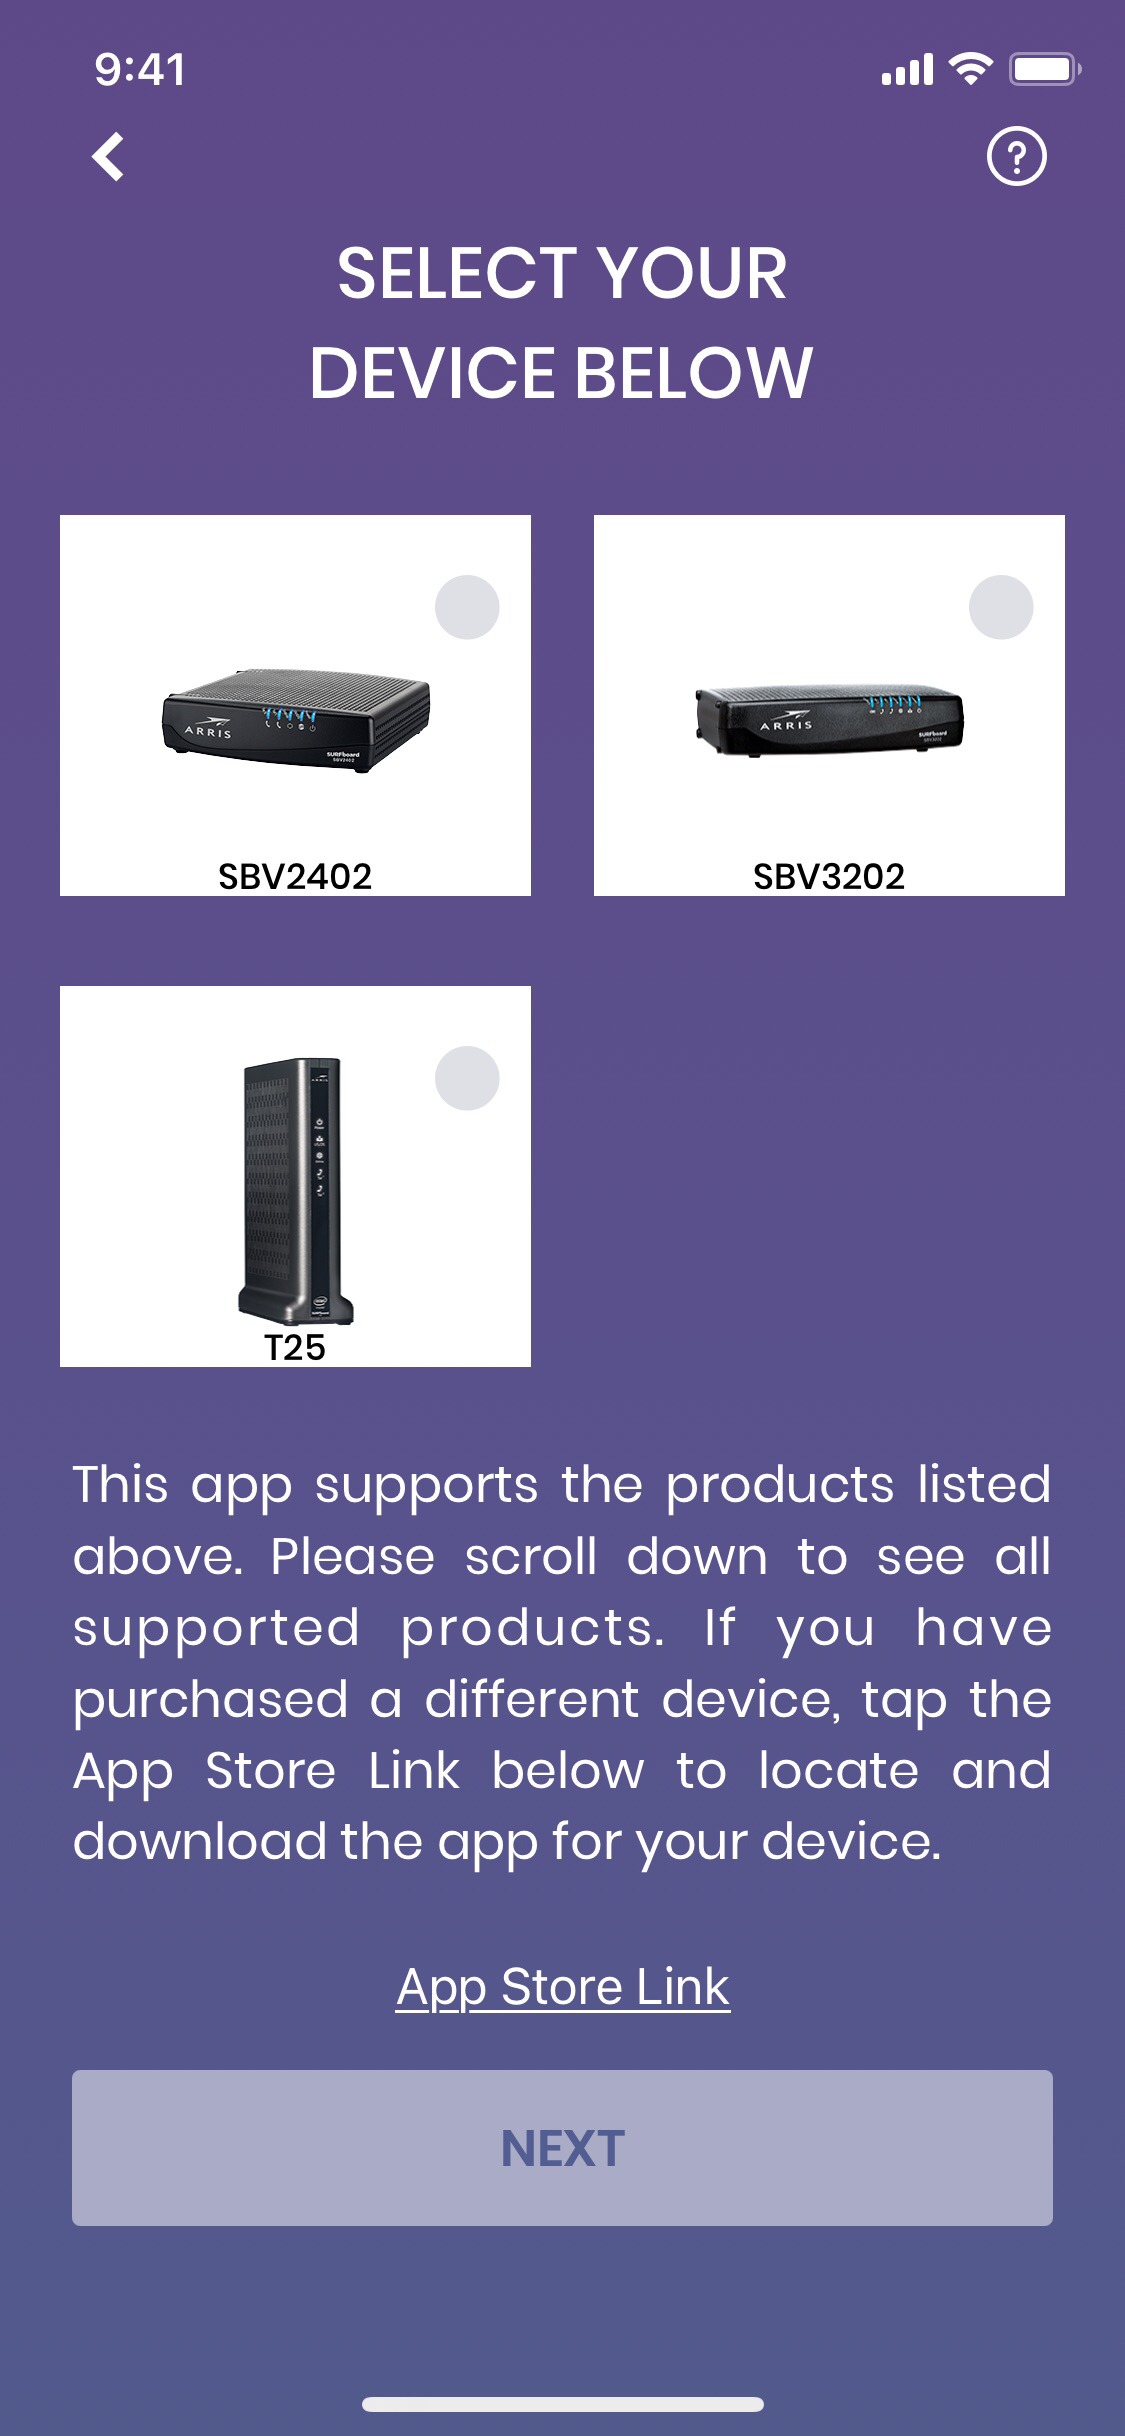 9:41
SELECT YOUR
DEVICE BELOW
ARRIS
SURFboard
SBV2402
SBV2402
ARRIS
SURFboard
SBV3202
ARRIS
T25
This app supports the products listed
above. Please scroll down to see all
supported products. If you have
purchased a different device, tap the
App Store Link below to locate and
download the app for your device.
App Store Link
NEXT